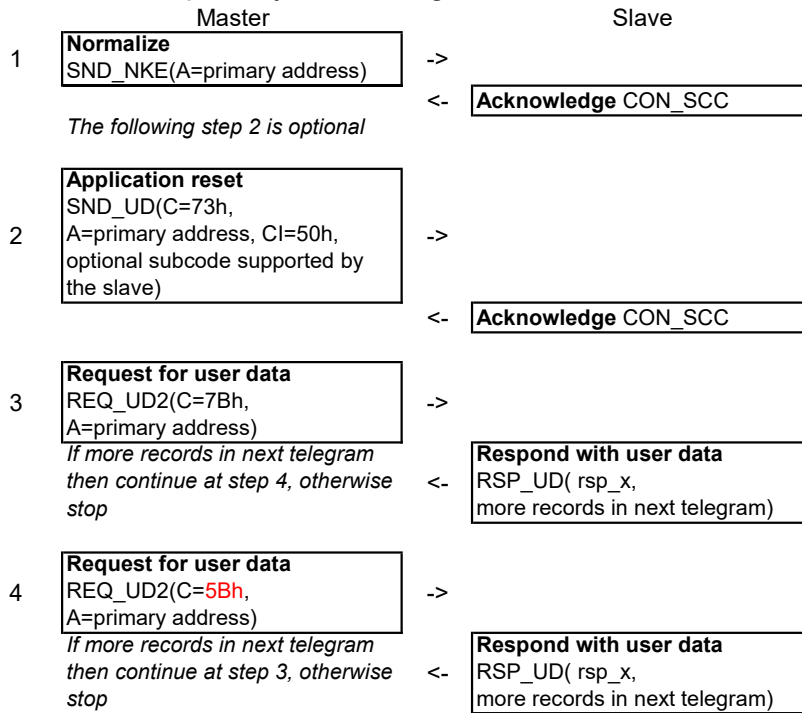 Master Slave
1 Normalize
SND_NKE(A=primary address) ->
<- Acknowledge CON_SCC
The following step 2 is optional
Application reset
SND_UD(C=73h,
2 A=primary address, CI=50h, ->
optional subcode supported by
the slave)
<- Acknowledge CON_SCC
Request for user data
3 REQ_UD2(C=7Bh, ->
A=primary address)
If more records in next telegram Respond with user data
then continue at step 4, otherwise <- RSP_UD( rsp_x,
stop more records in next telegram)
Request for user data
4 REQ_UD2(C=5Bh, ->
A=primary address)
If more records in next telegram Respond with user data
then continue at step 3, otherwise <- RSP_UD( rsp_x,
stop more records in next telegram)